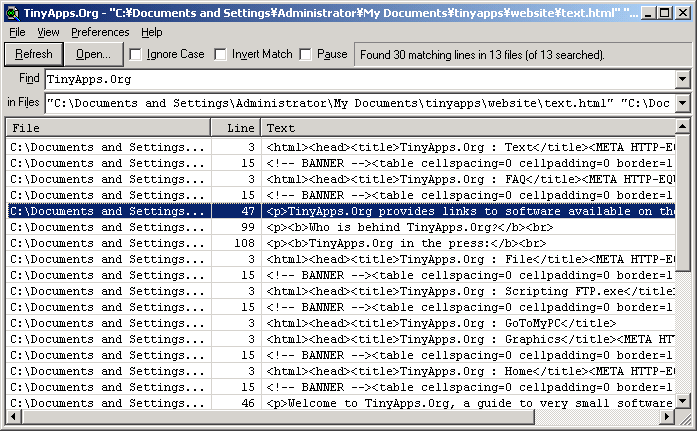 TinyApps.Org - "C:¥Documents and Settings¥Administrator¥My Documents¥tinyapps¥website¥text.html" "...
File View Preferences Help
Refresh Open... Ignore Case Invert Match Pause Found 30 matching lines in 13 files (of 13 searched).
Find TinyApps.Org
in Files "C:\Documents and Settings\Administrator\My Documents\tinyapps\website\text.html" "C:\Doc
File Line Text
C:\Documents and Settings... 3 <html><head><title>TinyApps.Org : Text</title><META HTTP-EQ
C:\Documents and Settings... 15 <!-- BANNER --><table cellspacing=0 cellpadding=0 border=1
C:\Documents and Settings... 3 <html><head><title>TinyApps.Org : FAQ</title><META HTTP-EQU
C:\Documents and Settings... 15 <!-- BANNER --><table cellspacing=0 cellpadding=0 border=1
C:\Documents and Settings... 47 <p>TinyApps.Org provides links to software available on the
C:\Documents and Settings... 99 <p><b>Who is behind TinyApps.Org?</b><br>
C:\Documents and Settings... 108 <p><b>TinyApps.Org in the press:</b><br>
C:\Documents and Settings... 3 <html><head><title>TinyApps.Org : File</title><META HTTP-EQ
C:\Documents and Settings... 15 <!-- BANNER --><table cellspacing=0 cellpadding=0 border=1
C:\Documents and Settings... 3 <html><head><title>TinyApps.Org : Scripting FTP.exe</title
C:\Documents and Settings... 15 <!-- BANNER --><table cellspacing=0 cellpadding=0 border=1
C:\Documents and Settings... 3 <html><head><title>TinyApps.Org : GoToMyPC</title>
C:\Documents and Settings... 3 <html><head><title>TinyApps.Org : Graphics</title><META HT
C:\Documents and Settings... 15 <!-- BANNER --><table cellspacing=0 cellpadding=0 border=1
C:\Documents and Settings... 3 <html><head><title>TinyApps.Org : Home</title><META HTTP-EQ
C:\Documents and Settings... 15 <!-- BANNER --><table cellspacing=0 cellpadding=0 border=1
C:\Documents and Settings... 46 <p>Welcome to TinyApps.Org, a guide to very small software